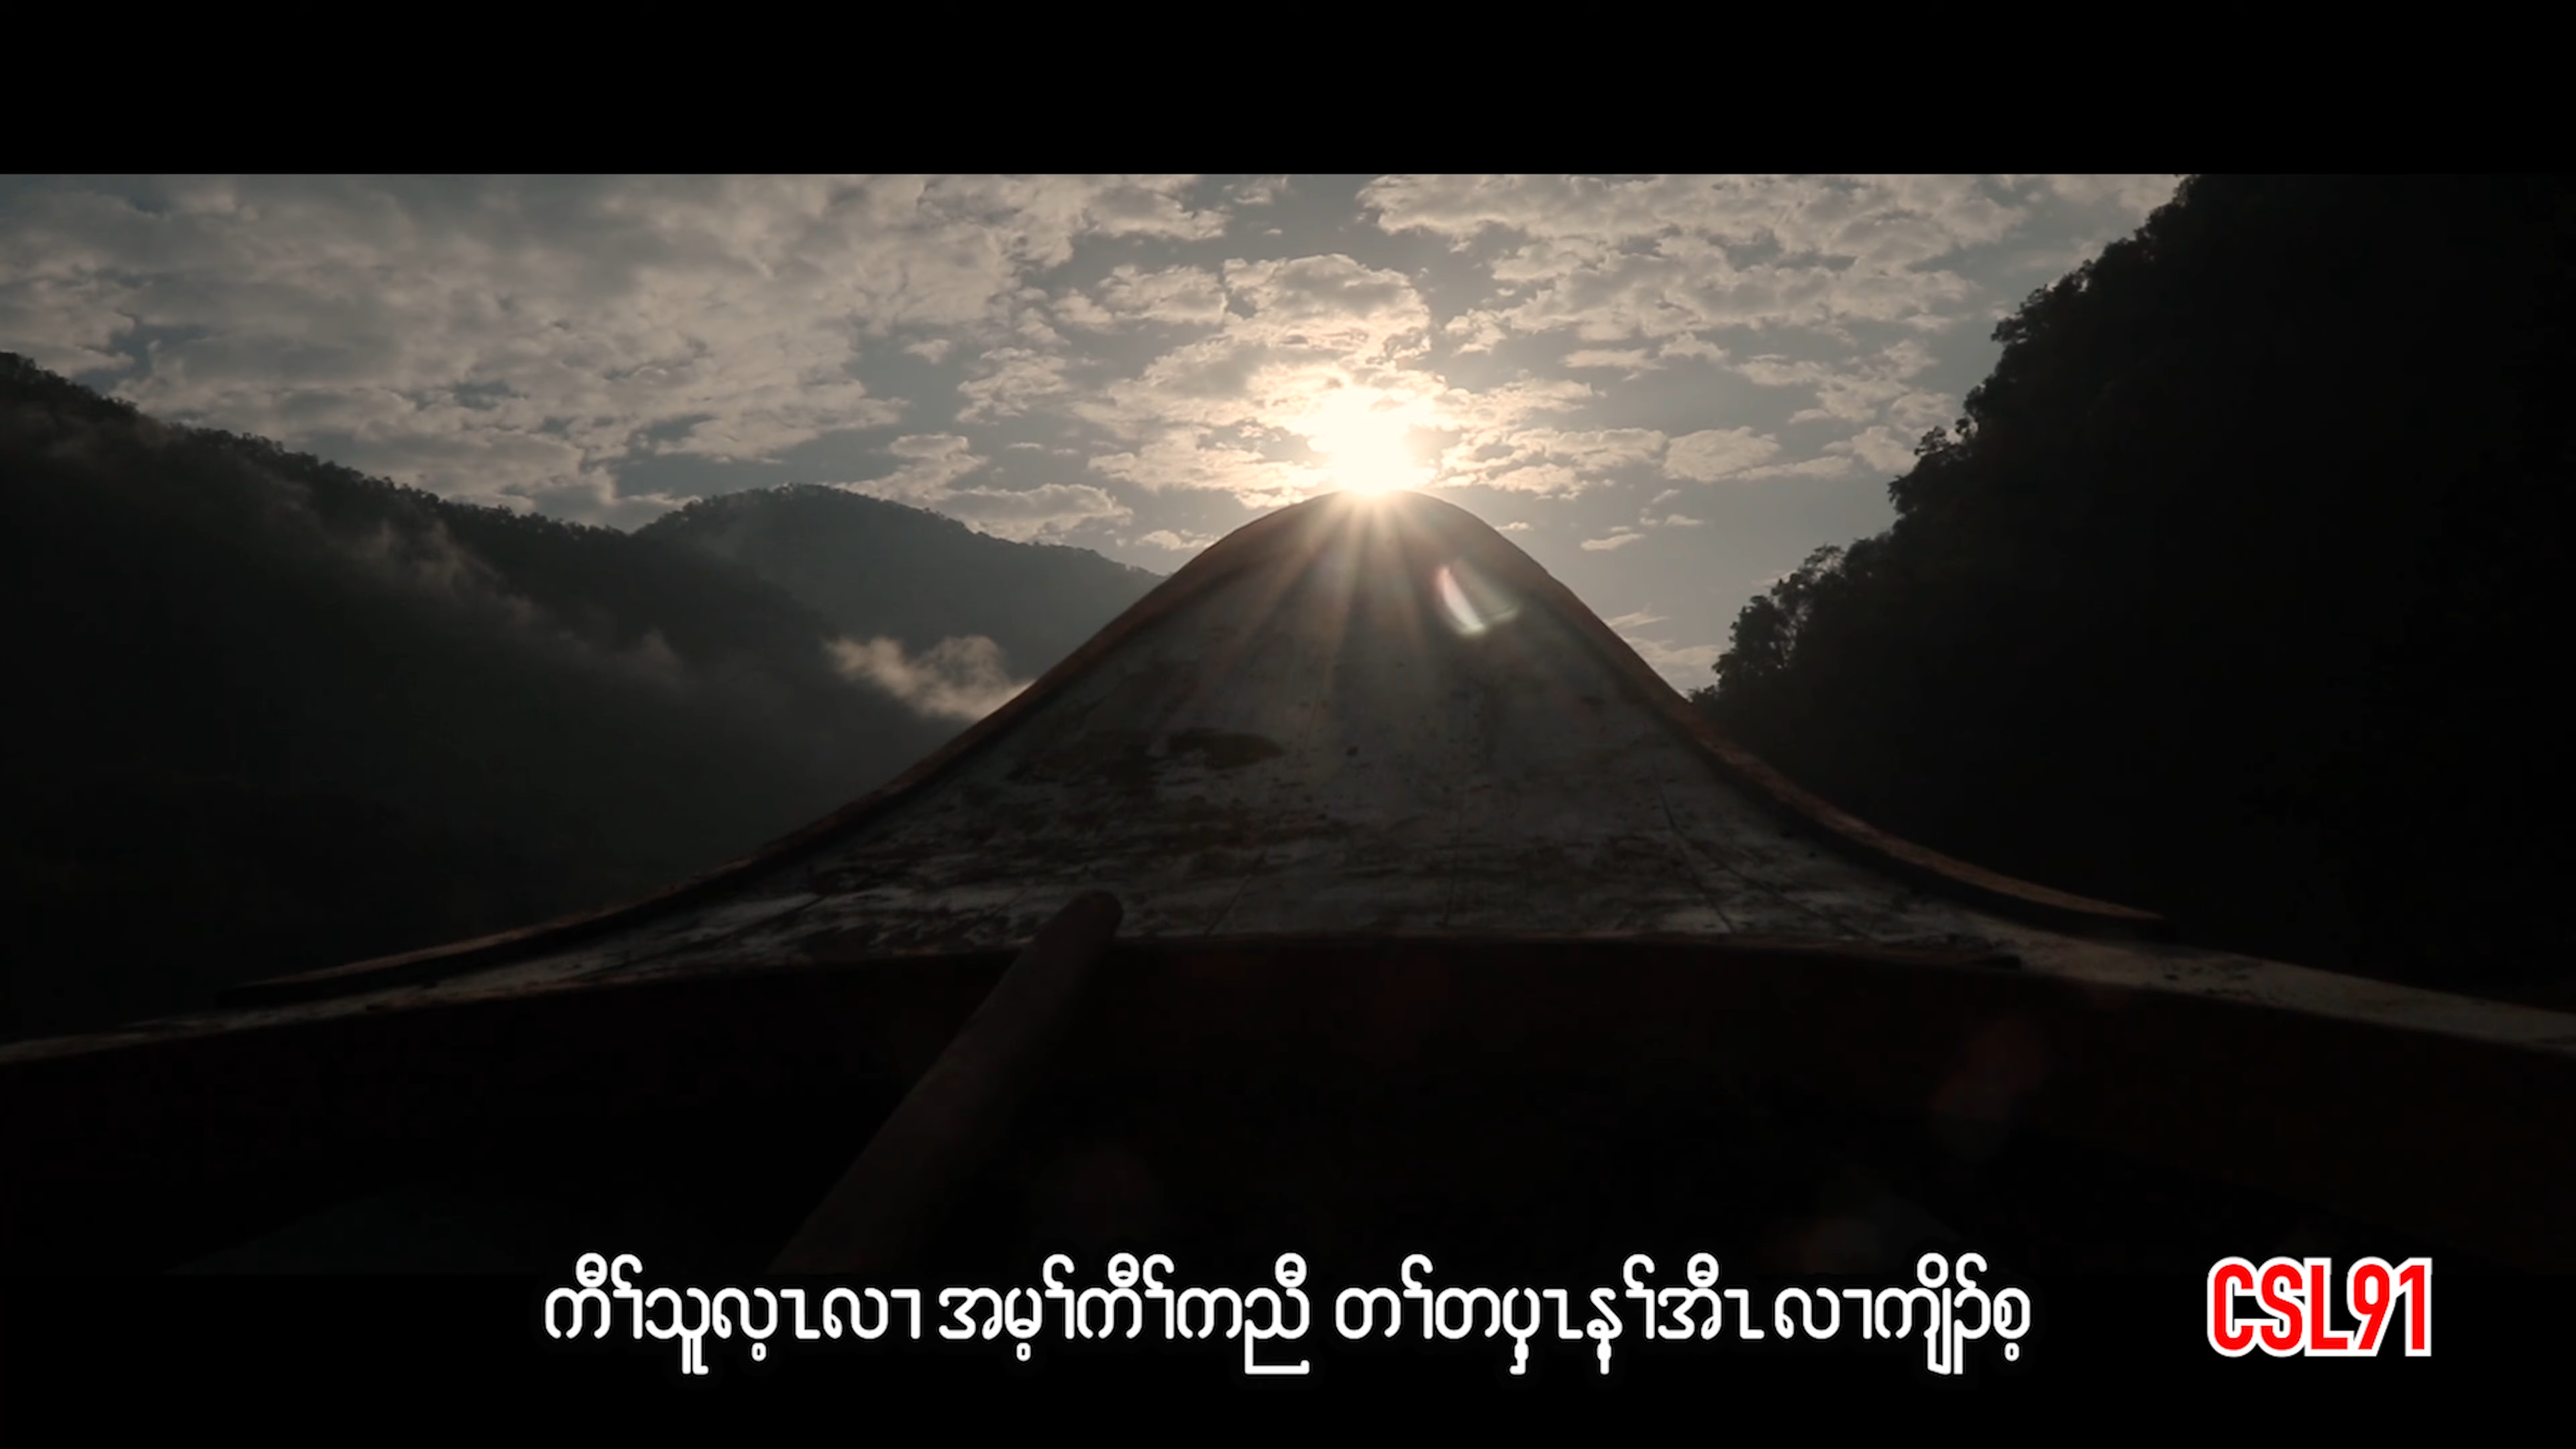 ကီၢ်သူလ့ၤလၢ အမ့ၢ်ကီၢ်ကညီ တၢ်တပှၤန့ၢ်အီၤ လၢကျိၣ်စ့
CSL91